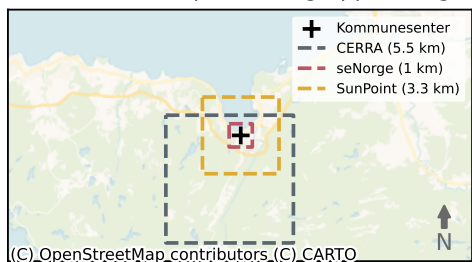 Kommunesenter
CERRA (5.5 km)
seNorge (1 km)
SunPoint (3.3 km)
N
(C) OpenStreetMap contributors (C) CARTO